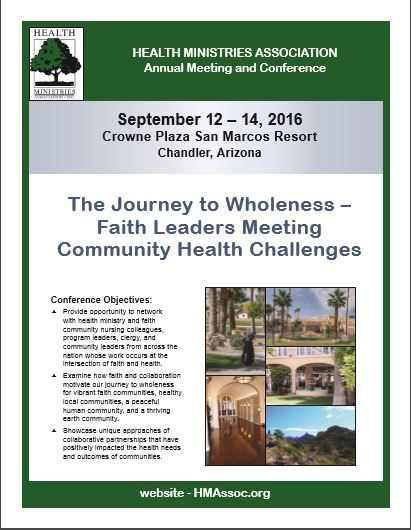 HEALTH
MINISTRIES
ASSOCIATION • INC
HEALTH MINISTRIES ASSOCIATION
Annual Meeting and Conference
September 12 – 14, 2016
Crowne Plaza San Marcos Resort
Chandler, Arizona
The Journey to Wholeness –
Faith Leaders Meeting
Community Health Challenges
Conference Objectives:
Provide opportunity to network
with health ministry and faith
community nursing colleagues,
program leaders, clergy, and
community leaders from across the
nation whose work occurs at the
intersection of faith and health.
Examine how faith and collaboration
motivate our journey to wholeness
for vibrant faith communities, healthy
local communities, a peaceful
human community, and a thriving
earth community.
Showcase unique approaches of
collaborative partnerships that have
positively impacted the health needs
and outcomes of communities.
website - HMAssoc.org